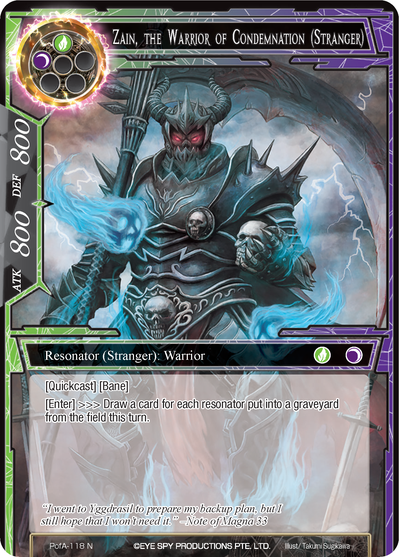 Zain, the Warrior of Condemnation (Stranger)
DEF 800
ATK 800
Resonator (Stranger): Warrior
[Quickcast] [Bane]
[Enter] >>> Draw a card for each resonator put into a graveyard
from the field this turn.
"I went to Yggdrasil to prepare my backup plan, but I
still hope that I won't need it." –Note of Magna 33
PofA-116 N
©EYE SPY PRODUCTIONS PTE. LTD.
Illust/ Takumi Sugikawa